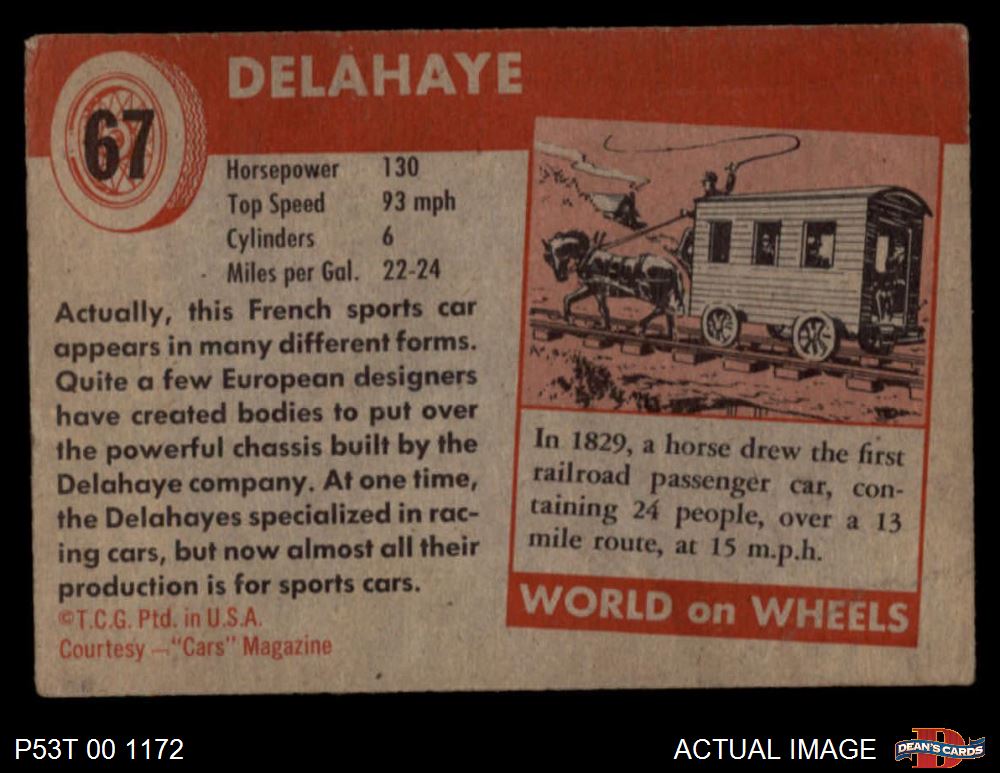 67
DELAHAYE
Horsepower 130
Top Speed 93 mph
Cylinders 6
Miles per Gal. 22-24
Actually, this French sports car
appears in many different forms.
Quite a few European designers
have created bodies to put over
the powerful chassis built by the
Delahaye company. At one time,
the Delahayes specialized in rac-
ing cars, but now almost all their
production is for sports cars.
©T.C.G. Ptd. in U.S.A.
Courtesy —"Cars" Magazine
In 1829, a horse drew the first
railroad passenger car, con-
taining 24 people, over a 13
mile route, at 15 m.p.h.
WORLD on WHEELS
P53T 00 1172
ACTUAL IMAGE
D
DEAN'S CARDS